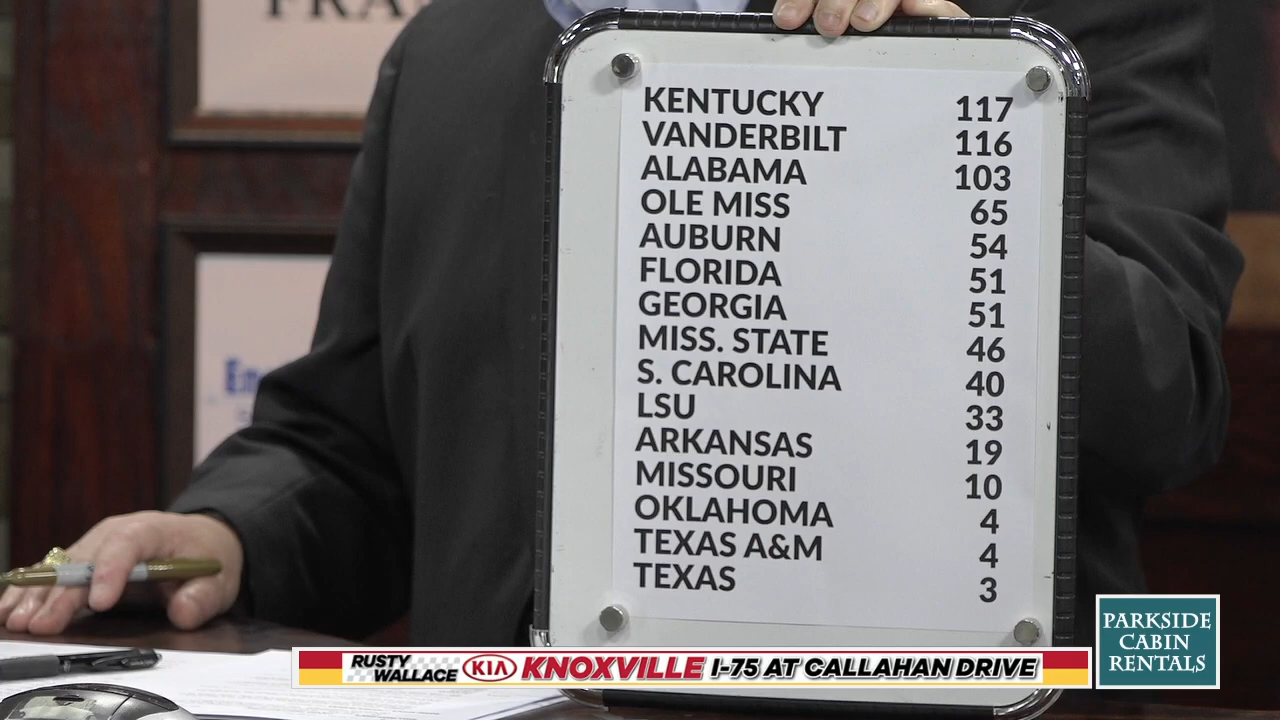 KENTUCKY 117
VANDERBILT 116
ALABAMA 103
OLE MISS 65
AUBURN 54
FLORIDA 51
GEORGIA 51
MISS. STATE 46
S. CAROLINA 40
LSU 33
ARKANSAS 19
MISSOURI 10
OKLAHOMA 4
TEXAS A&M 4
TEXAS 3
RUSTY WALLACE KIA KNOXVILLE I-75 AT CALLAHAN DRIVE
PARKSIDE
CABIN
RENTALS